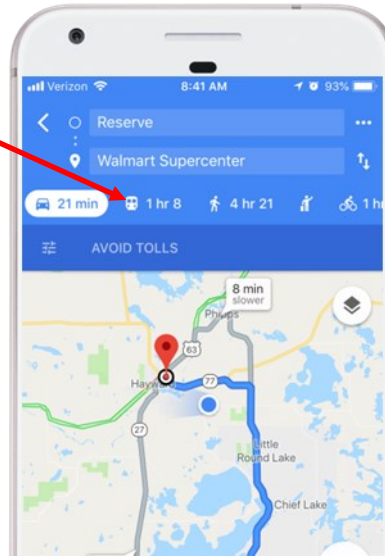 Verizon 8:41 AM 93%
Reserve
Walmart Supercenter
21 min 1 hr 8 4 hr 21 1 h
AVOID TOLLS
8 min
slower
Phipps
63
Hayward
77
27
Little
Round Lake
Chief Lake